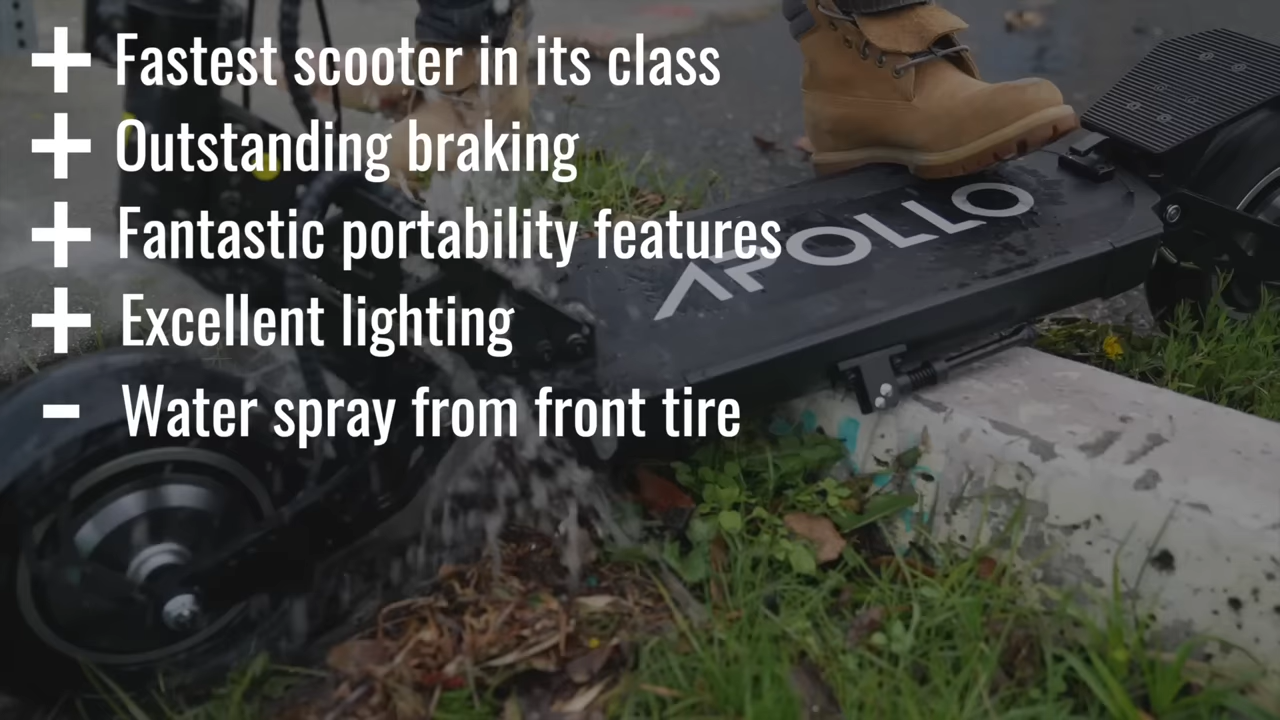 + Fastest scooter in its class
+ Outstanding braking
+ Fantastic portability features
+ Excellent lighting
- Water spray from front tire
APOLLO